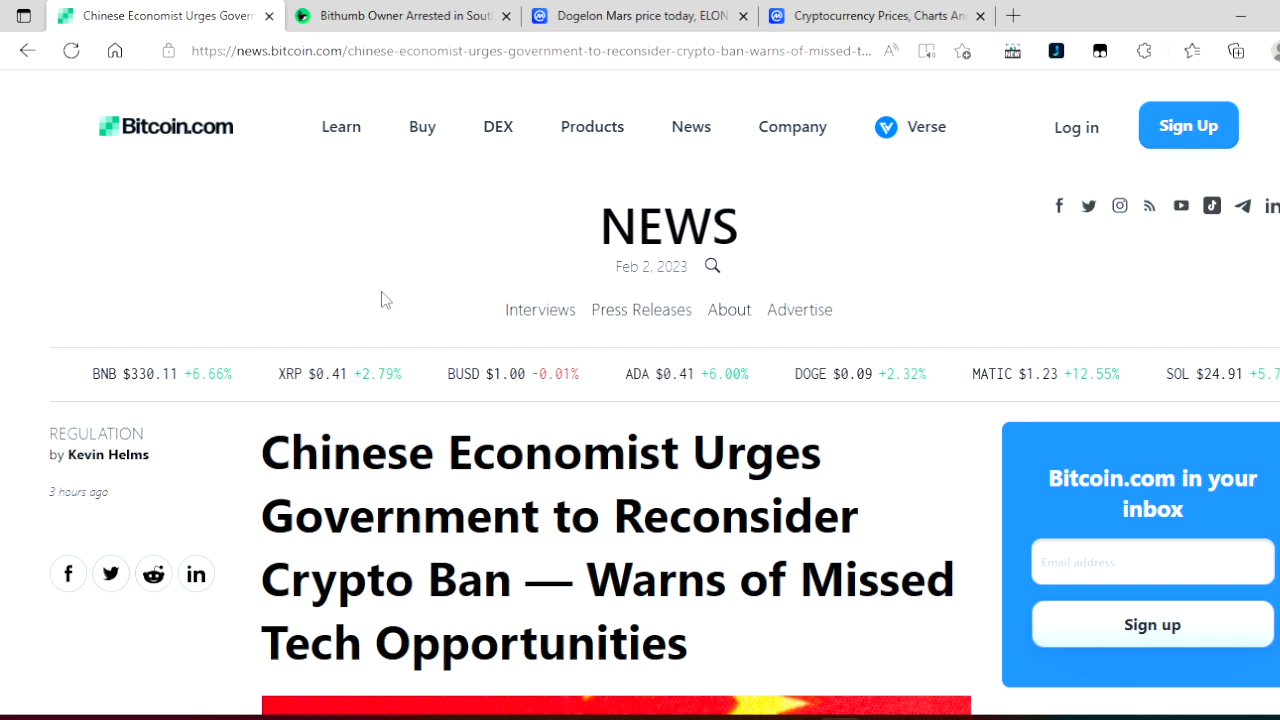 Chinese Economist Urges Govern
Bithumb Owner Arrested in Sout
Dogelon Mars price today, ELON
Cryptocurrency Prices, Charts An
https://news.bitcoin.com/chinese-economist-urges-government-to-reconsider-crypto-ban-warns-of-missed-t...
Bitcoin.com
Learn
Buy
DEX
Products
News
Company
Verse
Log in
Sign Up
NEWS
Feb 2, 2023
Interviews
Press Releases
About
Advertise
BNB $330.11 +6.66%
XRP $0.41 +2.79%
BUSD $1.00 -0.01%
ADA $0.41 +6.00%
DOGE $0.09 +2.32%
MATIC $1.23 +12.55%
SOL $24.91 +5.7
REGULATION
by Kevin Helms
3 hours ago
Chinese Economist Urges
Government to Reconsider
Crypto Ban — Warns of Missed
Tech Opportunities
Bitcoin.com in your
inbox
Email address
Sign up